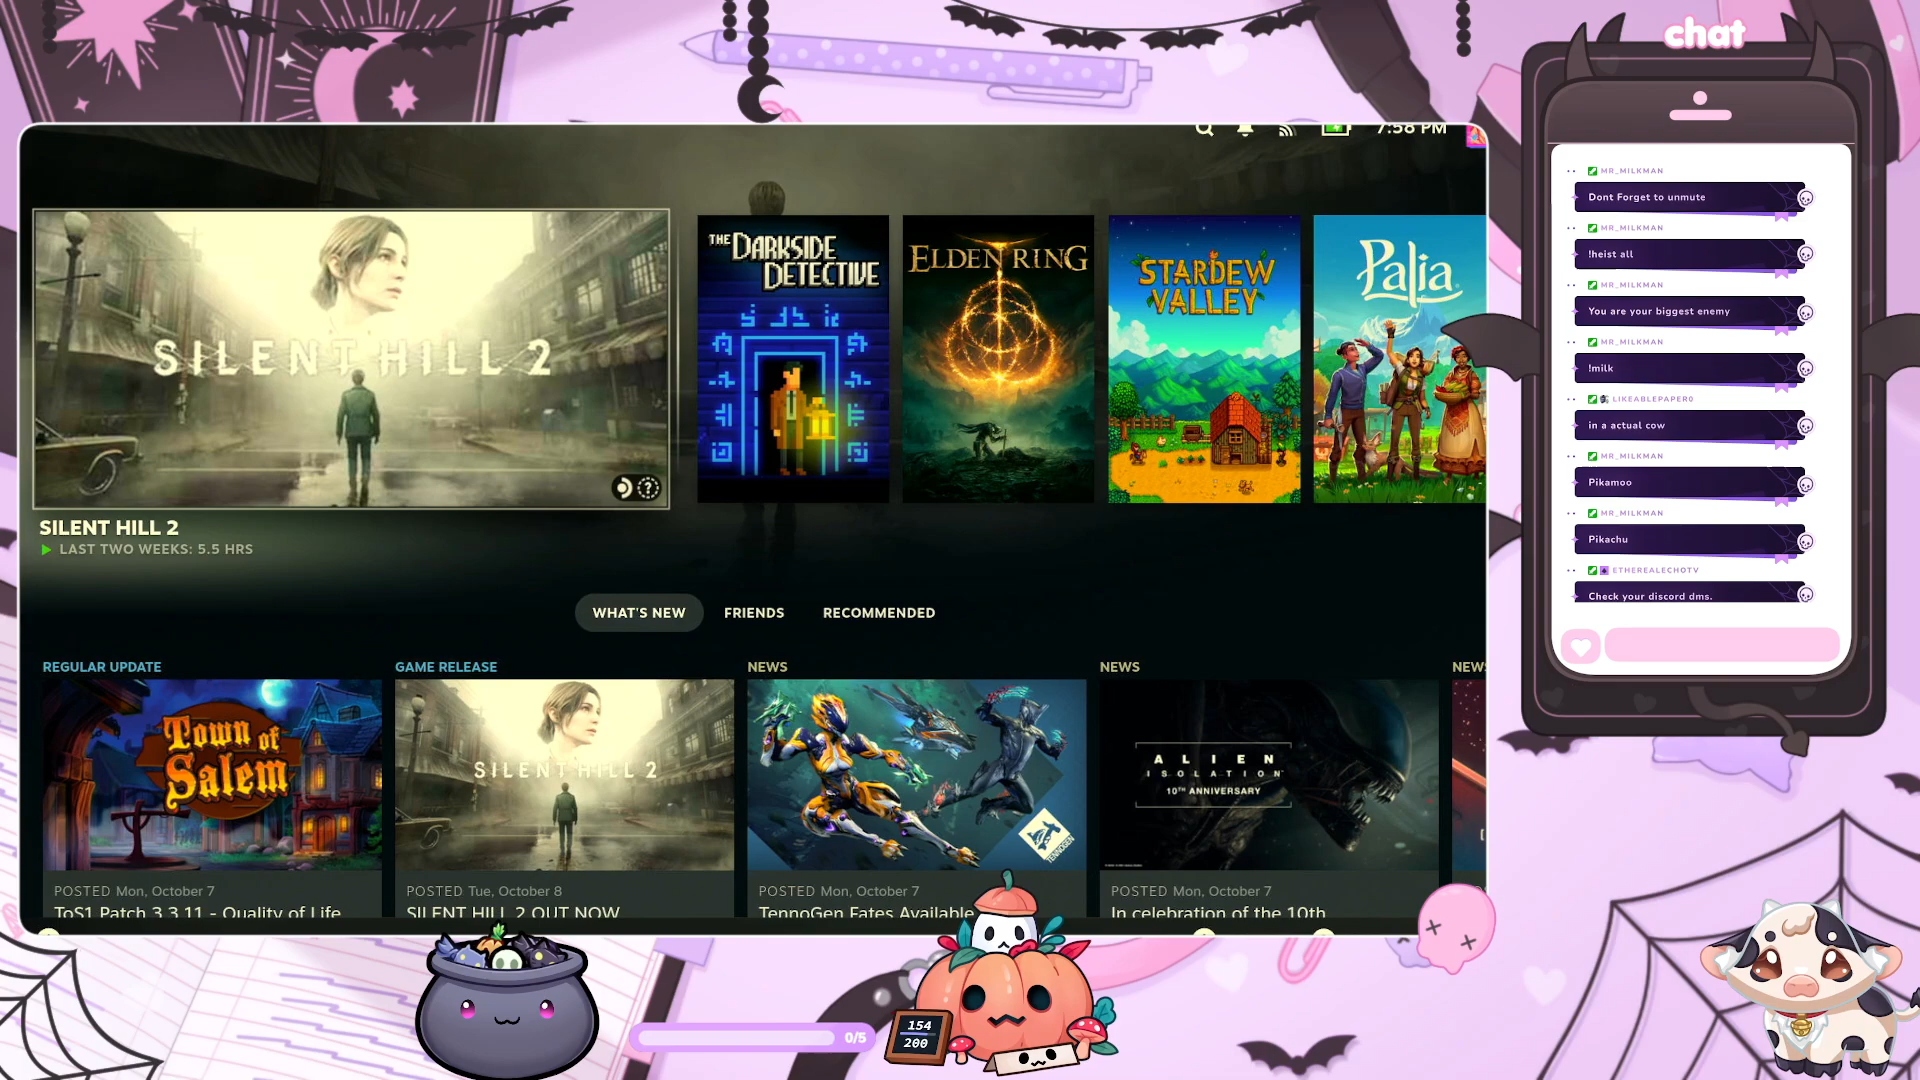 chat
7:58 PM
SILENT HILL 2
THE DARKSIDE DETECTIVE
ELDEN RING
STARDEW VALLEY
Palia
SILENT HILL 2
LAST TWO WEEKS: 5.5 HRS
WHAT'S NEW
FRIENDS
RECOMMENDED
REGULAR UPDATE
GAME RELEASE
NEWS
NEWS
NEWS
Town of Salem
SILENT HILL 2
TENNOGEN
ALIEN
ISOLATION
10TH ANNIVERSARY
POSTED Mon, October 7
ToS1 Patch 3.3.11 - Quality of Life
POSTED Tue, October 8
SILENT HILL 2 OUT NOW
POSTED Mon, October 7
TennoGen Fates Available
POSTED Mon, October 7
In celebration of the 10th
MR_MILKMAN
Dont Forget to unmute
MR_MILKMAN
!heist all
MR_MILKMAN
You are your biggest enemy
MR_MILKMAN
!milk
LIKEABLEPAPER0
in a actual cow
MR_MILKMAN
Pikamoo
MR_MILKMAN
Pikachu
ETHEREALECHOTV
Check your discord dms.
0/5
154
200